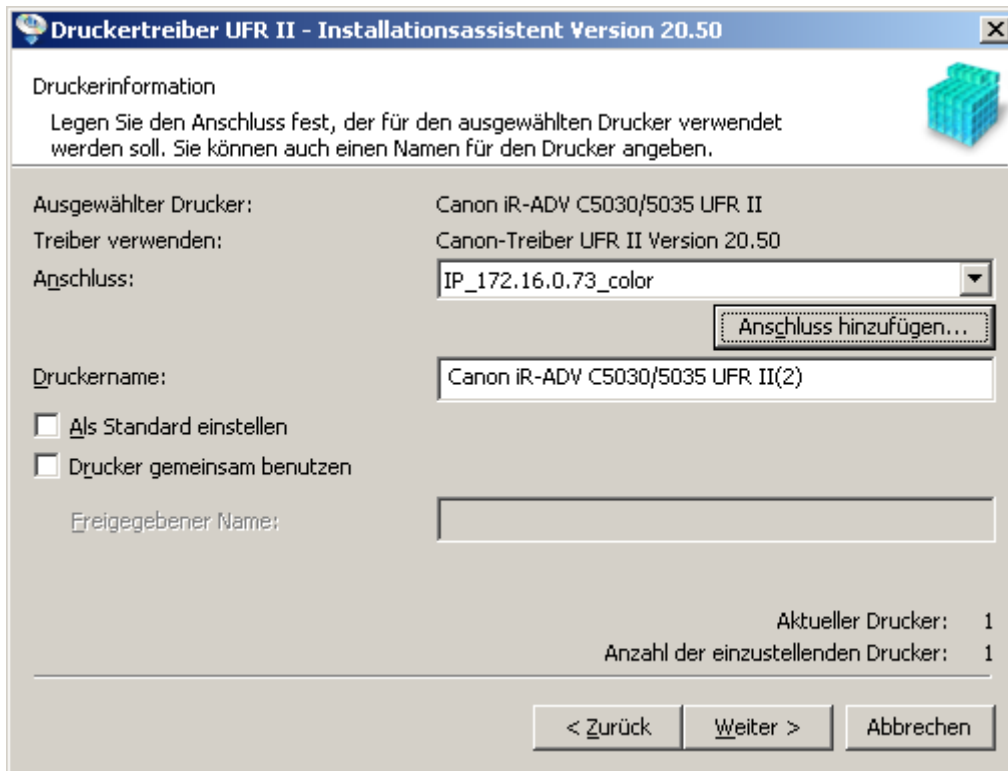 Druckertreiber UFR II - Installationsassistent Version 20.50
Druckerinformation
Legen Sie den Anschluss fest, der für den ausgewählten Drucker verwendet
werden soll. Sie können auch einen Namen für den Drucker angeben.
Ausgewählter Drucker: Canon iR-ADV C5030/5035 UFR II
Treiber verwenden: Canon-Treiber UFR II Version 20.50
Anschluss: IP_172.16.0.73_color
Anschluss hinzufügen...
Druckername: Canon iR-ADV C5030/5035 UFR II(2)
Als Standard einstellen
Drucker gemeinsam benutzen
Freigegebener Name:
Aktueller Drucker: 1
Anzahl der einzustellenden Drucker: 1
< Zurück Weiter > Abbrechen